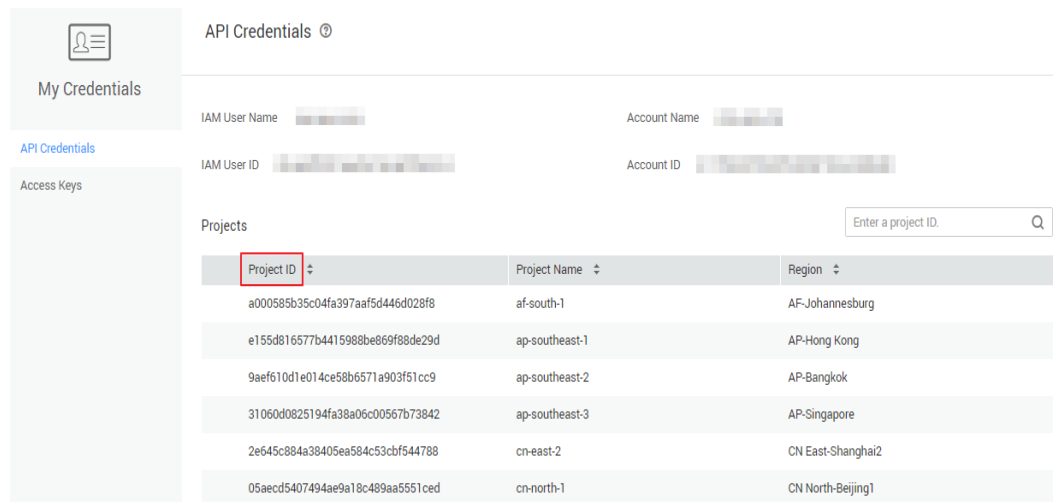 API Credentials
My Credentials
API Credentials
Access Keys
IAM User Name
Account Name
IAM User ID
Account ID
Projects
Enter a project ID.
Project ID Project Name Region
a000585b35c04fa397aaf5d446d028f8 af-south-1 AF-Johannesburg
e155d816577b4415988be869f88de29d ap-southeast-1 AP-Hong Kong
9aef610d1e014ce58b6571a903f51cc9 ap-southeast-2 AP-Bangkok
31060d0825194fa38a06c00567b73842 ap-southeast-3 AP-Singapore
2e645c884a38405ea584c53cbf544788 cn-east-2 CN East-Shanghai2
05aecd5407494ae9a18c489aa5551ced cn-north-1 CN North-Beijing1